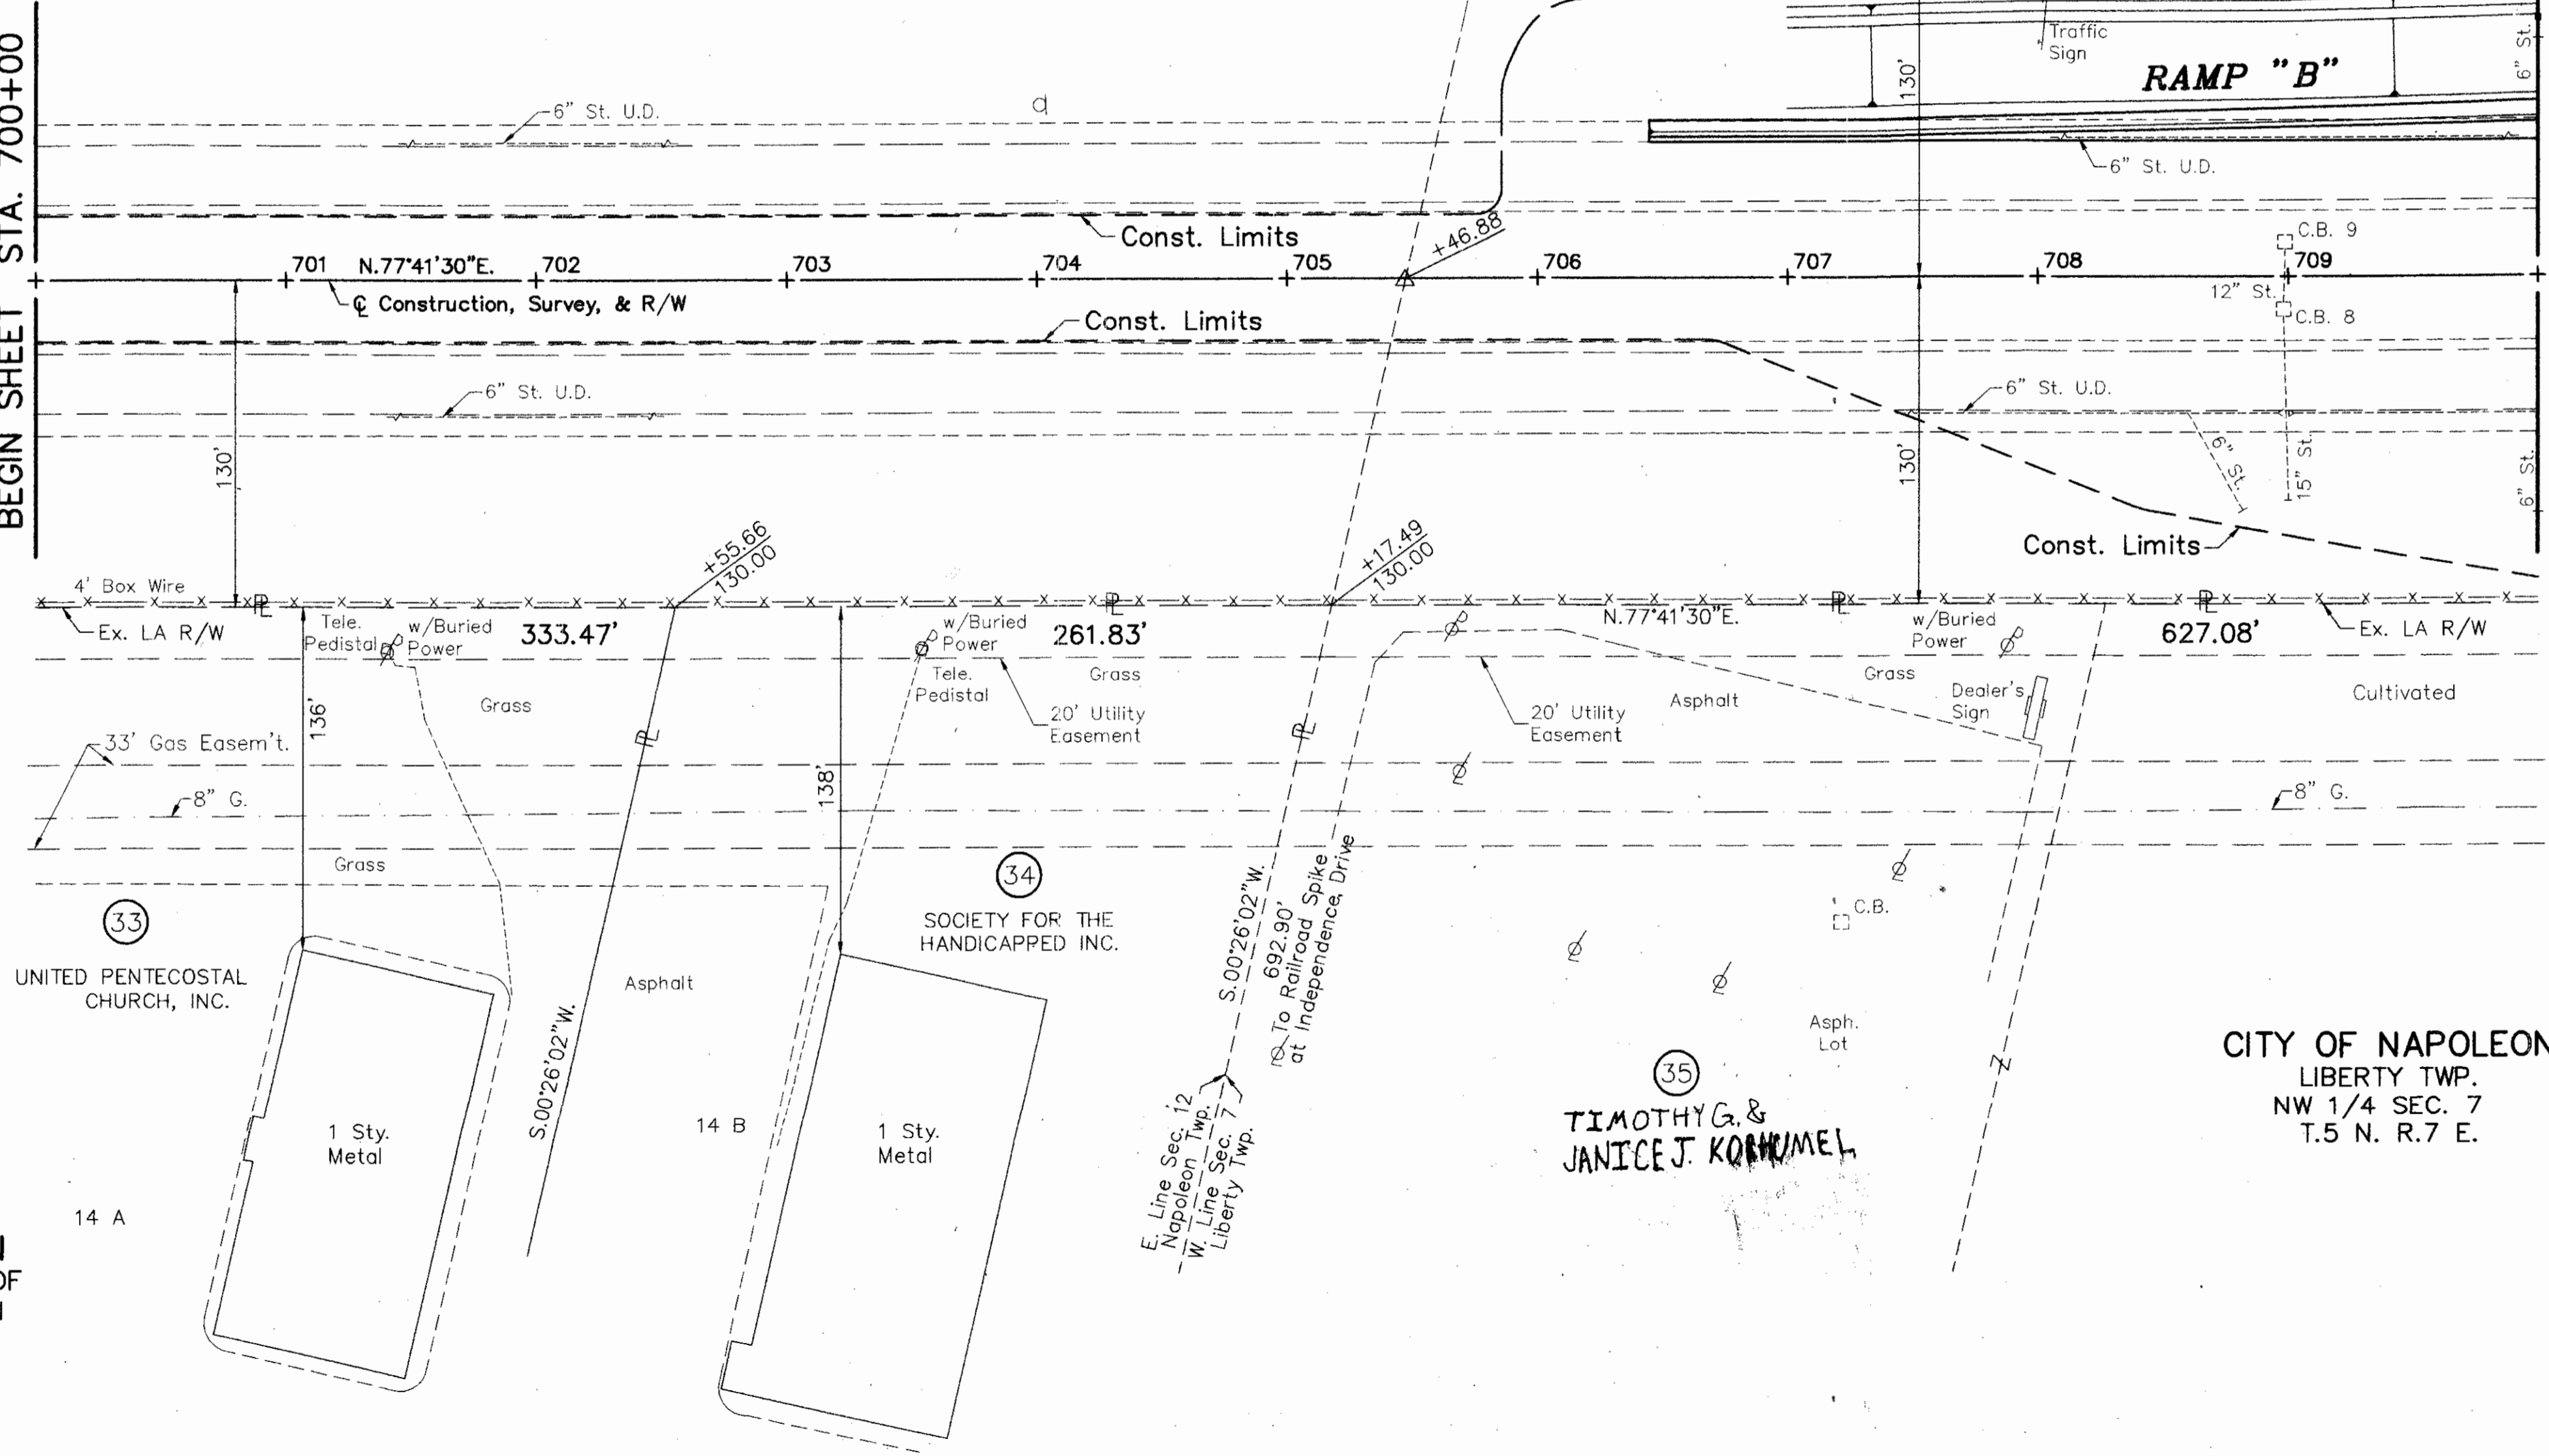 BEGIN SHEET STA. 700+00
Traffic
Sign
6" St.
130'
RAMP "B"
6" St. U.D.
q
6" St. U.D.
Const. Limits
+46.88
C.B. 9
701 N.77°41'30"E. 702 703 704 705 706 707 708 709
℄ Construction, Survey, & R/W
12" St.
C.B. 8
Const. Limits
6" St. U.D.
6" St. U.D.
130'
130'
6" St.
15" St.
6" St.
+55.66
130.00
+17.49
130.00
Const. Limits
4' Box Wire
Ex. LA R/W
Tele.
Pedistal
w/Buried
Power
333.47'
w/Buried
Power
261.83'
N.77°41'30"E.
w/Buried
Power
627.08'
Ex. LA R/W
Tele.
Pedistal
Grass
Grass
Grass
Asphalt
Dealer's
Sign
Cultivated
136'
20' Utility
Easement
20' Utility
Easement
33' Gas Easem't.
138'
8" G.
8" G.
Grass
33
UNITED PENTECOSTAL
CHURCH, INC.
34
SOCIETY FOR THE
HANDICAPPED INC.
C.B.
Asphalt
S.00°26'02"W.
S.00°26'02"W.
692.90'
To Railroad Spike
at Independence, Drive
Asph.
Lot
35
TIMOTHY G. &
JANICE J.
CITY OF NAPOLEON
LIBERTY TWP.
NW 1/4 SEC. 7
T.5 N. R.7 E.
1 Sty.
Metal
14 B
1 Sty.
Metal
E. Line Sec. 12
Napoleon Twp.
W. Line Sec. 7
Liberty Twp.
14 A
OF